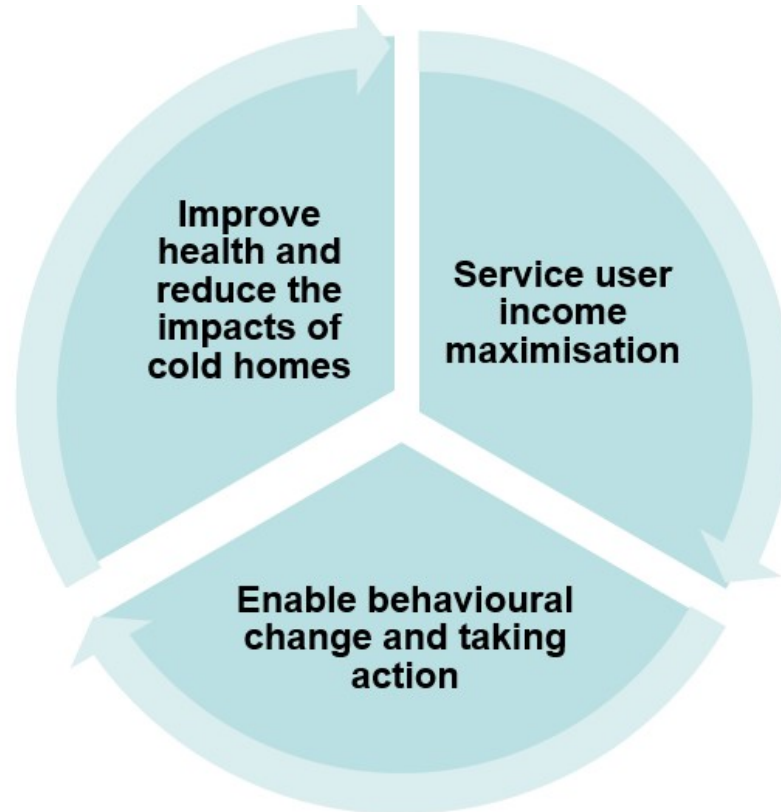 Improve
health and
reduce the
impacts of
cold homes
Service user
income
maximisation
Enable behavioural
change and taking
action